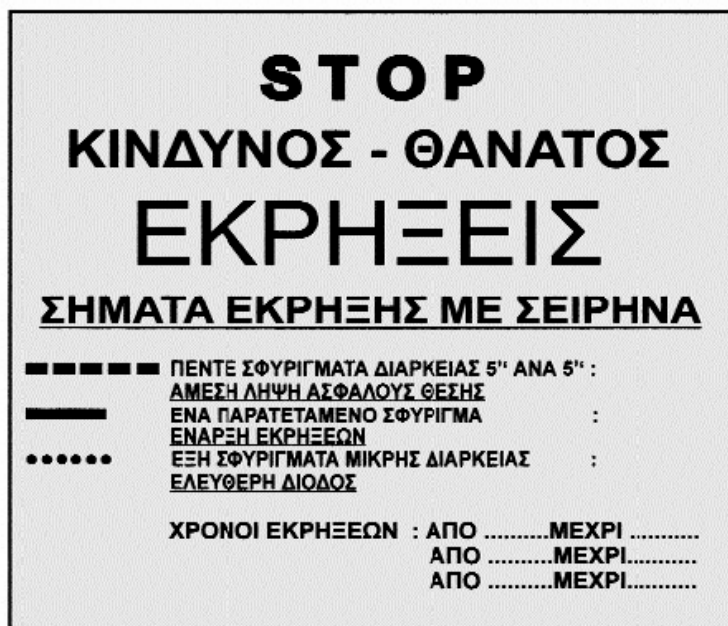 STOP
ΚΙΝΔΥΝΟΣ - ΘΑΝΑΤΟΣ
ΕΚΡΗΞΕΙΣ
ΣΗΜΑΤΑ ΕΚΡΗΞΗΣ ΜΕ ΣΕΙΡΗΝΑ
ΠΕΝΤΕ ΣΦΥΡΙΓΜΑΤΑ ΔΙΑΡΚΕΙΑΣ 5'' ΑΝΑ 5'' :
ΑΜΕΣΗ ΛΗΨΗ ΑΣΦΑΛΟΥΣ ΘΕΣΗΣ
ΕΝΑ ΠΑΡΑΤΕΤΑΜΕΝΟ ΣΦΥΡΙΓΜΑ :
ΕΝΑΡΞΗ ΕΚΡΗΞΕΩΝ
ΕΞΗ ΣΦΥΡΙΓΜΑΤΑ ΜΙΚΡΗΣ ΔΙΑΡΚΕΙΑΣ :
ΕΛΕΥΘΕΡΗ ΔΙΟΔΟΣ
ΧΡΟΝΟΙ ΕΚΡΗΞΕΩΝ : ΑΠΟ ..........ΜΕΧΡΙ ...........
ΑΠΟ ..........ΜΕΧΡΙ...........
ΑΠΟ ..........ΜΕΧΡΙ...........